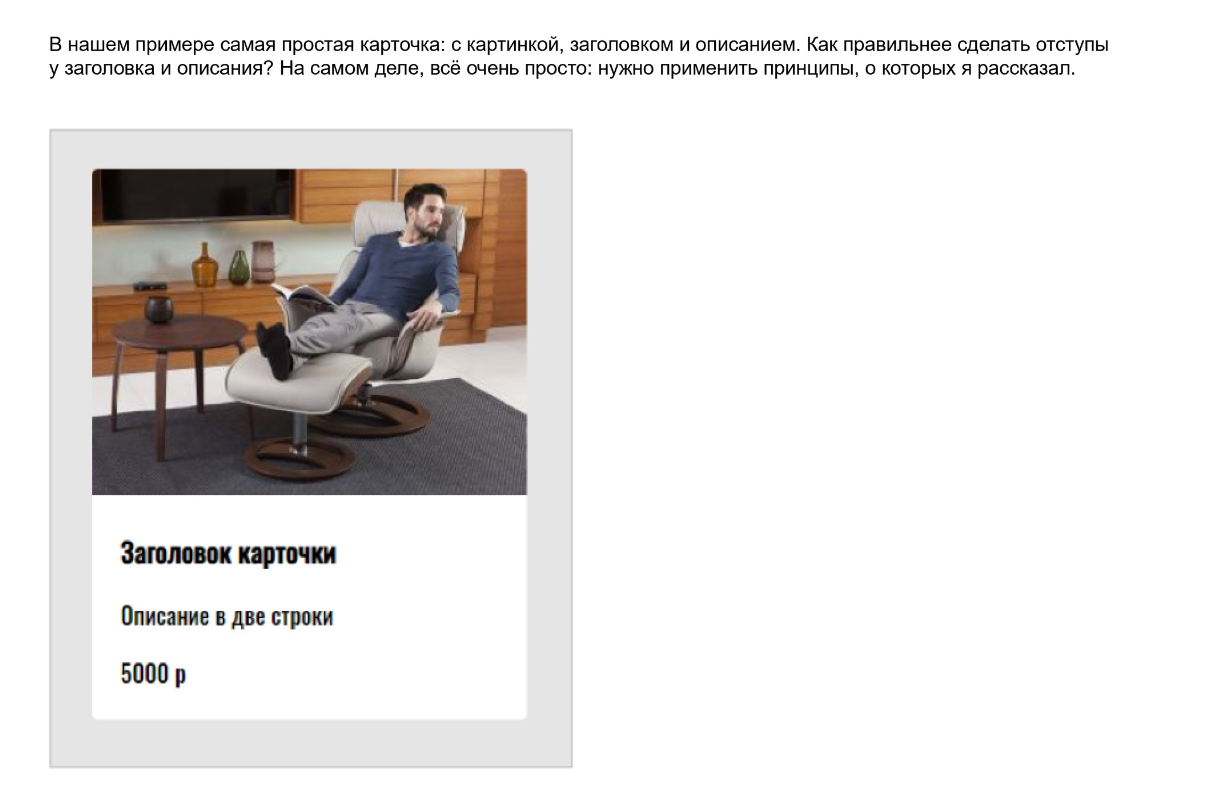 В нашем примере самая простая карточка: с картинкой, заголовком и описанием. Как правильнее сделать отступы
у заголовка и описания? На самом деле, всё очень просто: нужно применить принципы, о которых я рассказал.
Заголовок карточки
Описание в две строки
5000 р